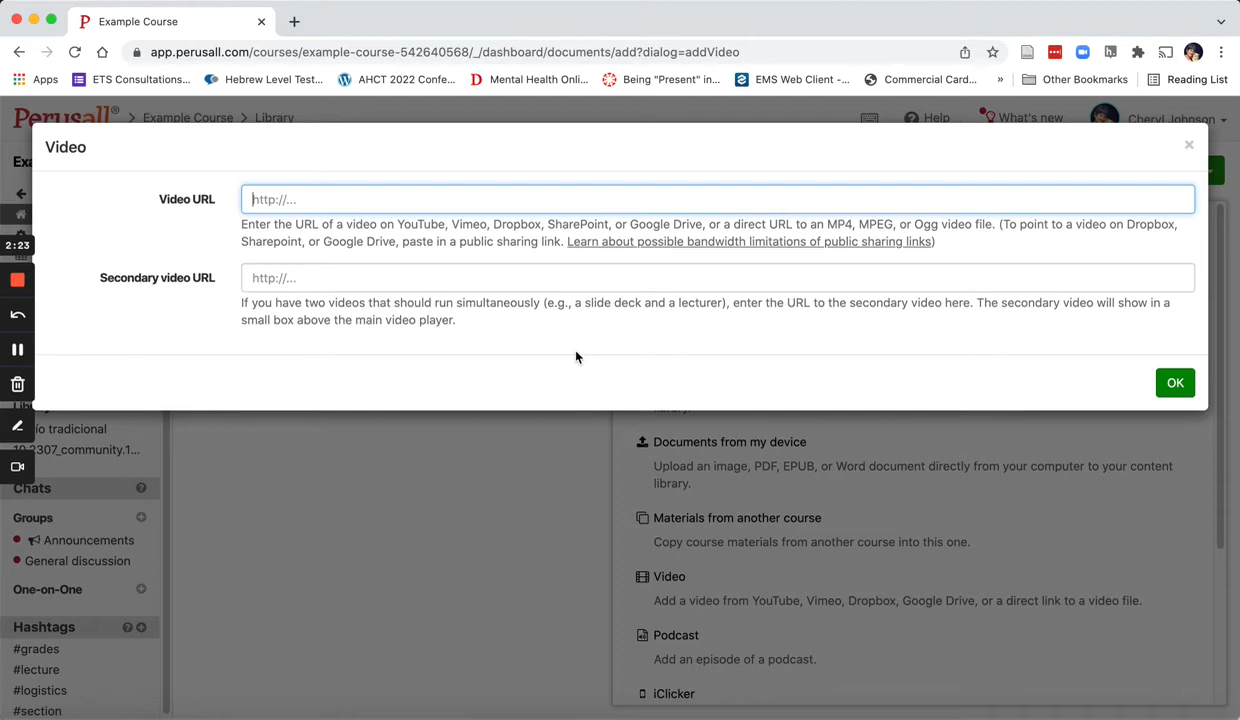 Example Course
app.perusall.com/courses/example-course-542640568/_/dashboard/documents/add?dialog=addVideo
Apps
ETS Consultations...
Hebrew Level Test...
AHCT 2022 Confe...
Mental Health Onli...
Being "Present" in...
EMS Web Client -...
Commercial Card...
»
Other Bookmarks
Reading List
Perusall®
Example Course
Library
Help
What's new
Cheryl Johnson
Video
×
Video URL
http://...
Enter the URL of a video on YouTube, Vimeo, Dropbox, SharePoint, or Google Drive, or a direct URL to an MP4, MPEG, or Ogg video file. (To point to a video on Dropbox,
Sharepoint, or Google Drive, paste in a public sharing link. Learn about possible bandwidth limitations of public sharing links)
2:23
Secondary video URL
http://...
If you have two videos that should run simultaneously (e.g., a slide deck and a lecturer), enter the URL to the secondary video here. The secondary video will show in a
small box above the main video player.
OK
library.
tradicional
Documents from my device
Upload an image, PDF, EPUB, or Word document directly from your computer to your content
library.
Chats
Groups
Announcements
General discussion
One-on-One
Materials from another course
Copy course materials from another course into this one.
Video
Add a video from YouTube, Vimeo, Dropbox, Google Drive, or a direct link to a video file.
Podcast
Add an episode of a podcast.
iClicker
Hashtags
#grades
#lecture
#logistics
#section